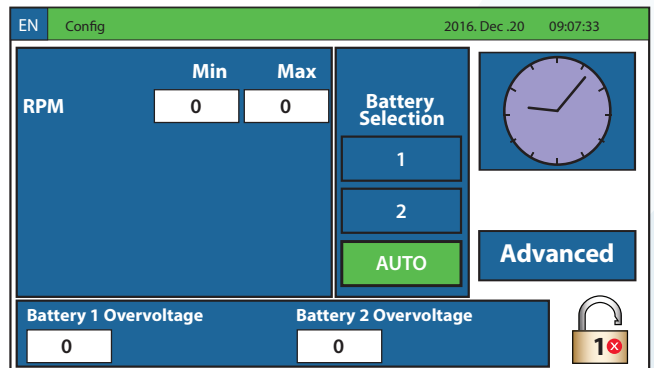 EN Config 2016. Dec .20 09:07:33
Min Max
RPM 0 0
Battery
Selection
1
2
AUTO
Advanced
Battery 1 Overvoltage Battery 2 Overvoltage
0 0
1